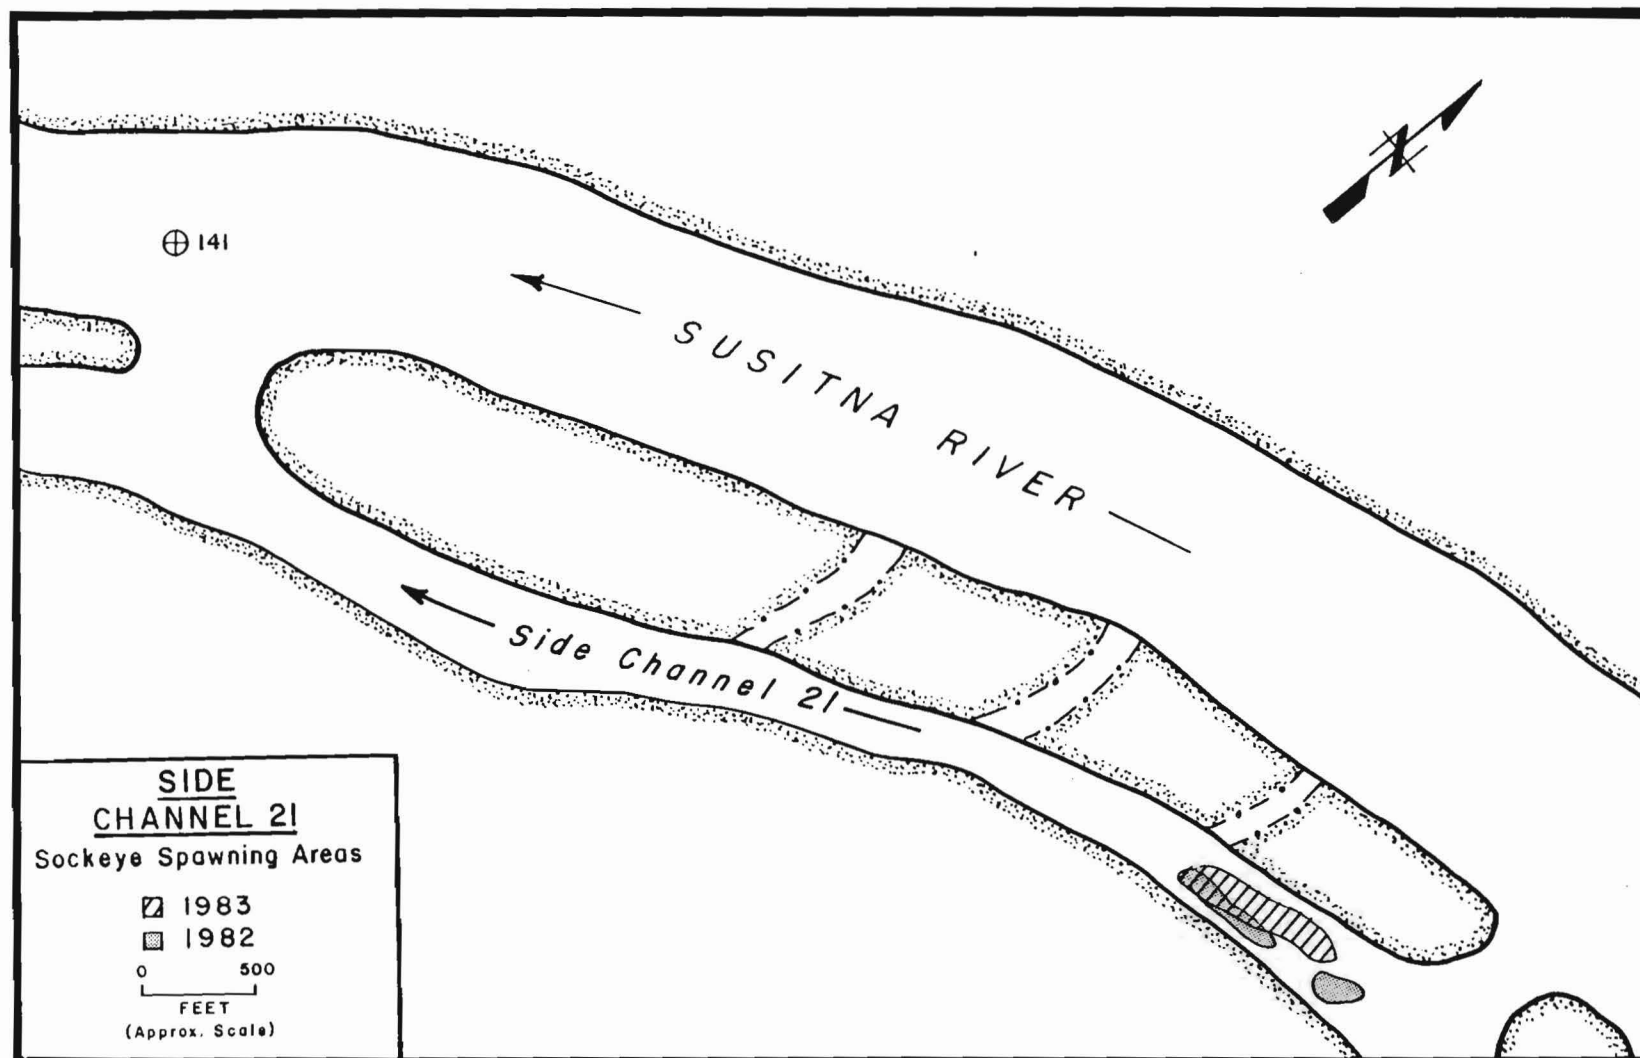 N
141
SUSITNA RIVER
Side Channel 21
SIDE
CHANNEL 21
Sockeye Spawning Areas
1983
1982
0 500
FEET
(Approx. Scale)